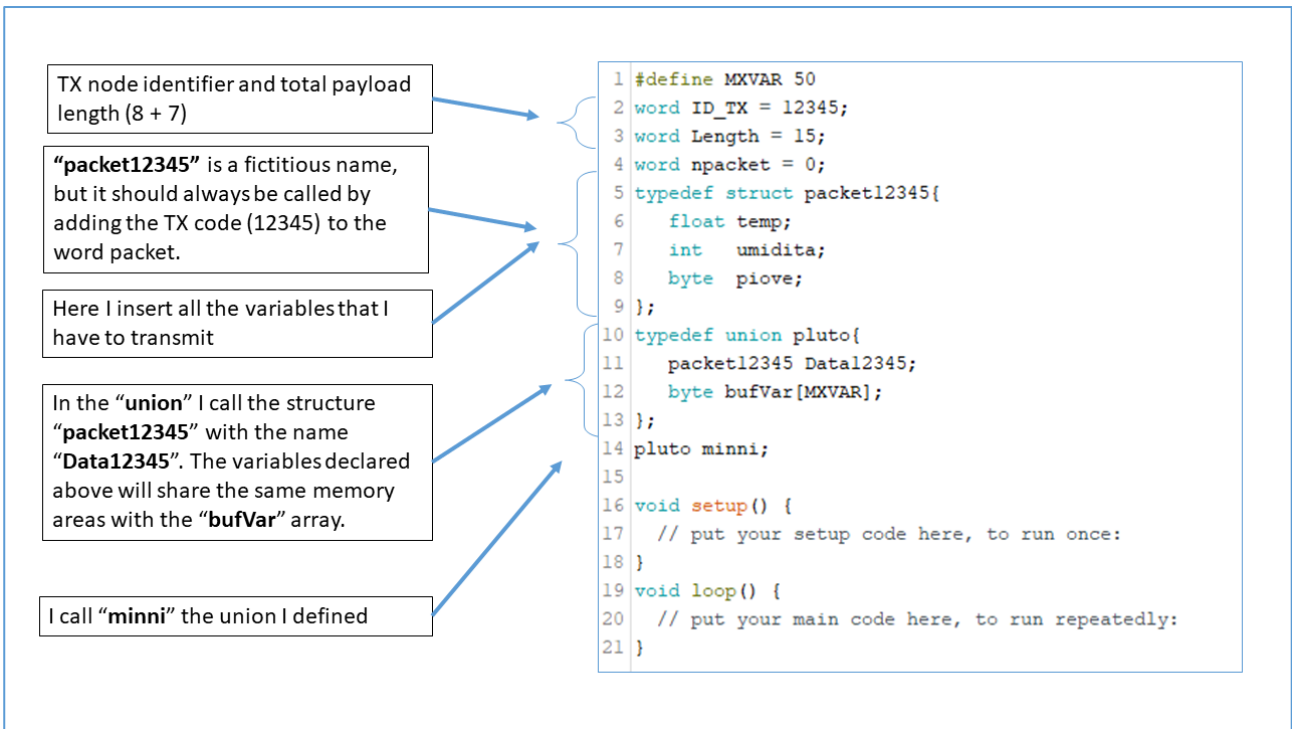 TX node identifier and total payload
length (8 + 7)
“packet12345” is a fictitious name,
but it should always be called by
adding the TX code (12345) to the
word packet.
Here I insert all the variables that I
have to transmit
In the “union” I call the structure
“packet12345” with the name
“Data12345”. The variables declared
above will share the same memory
areas with the “bufVar” array.
I call “minni” the union I defined
1 #define MXVAR 50
2 word ID_TX = 12345;
3 word Length = 15;
4 word npacket = 0;
5 typedef struct packet12345{
6    float temp;
7    int   umidita;
8    byte  piove;
9 };
10 typedef union pluto{
11    packet12345 Data12345;
12    byte bufVar[MXVAR];
13 };
14 pluto minni;
15
16 void setup() {
17   // put your setup code here, to run once:
18 }
19 void loop() {
20   // put your main code here, to run repeatedly:
21 }